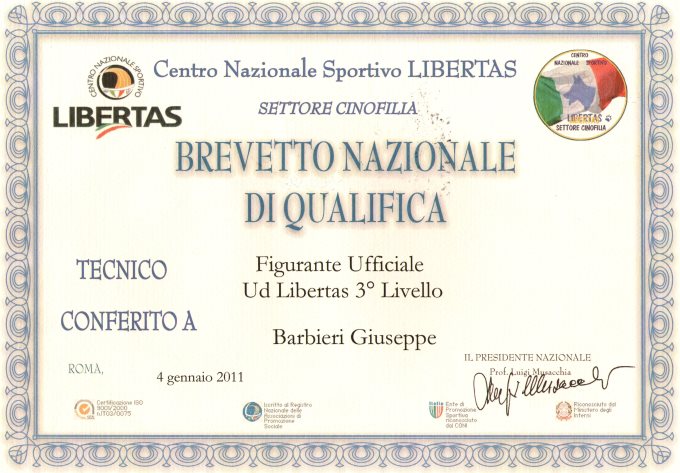 CENTRO NAZIONALE SPORTIVO
LIBERTAS
Centro Nazionale Sportivo LIBERTAS
SETTORE CINOFILIA
CENTRO
NAZIONALE SPORTIVO
LIBERTAS
SETTORE CINOFILIA
BREVETTO NAZIONALE
DI QUALIFICA
TECNICO
Figurante Ufficiale
Ud Libertas 3° Livello
CONFERITO A
Barbieri Giuseppe
ROMA,
4 gennaio 2011
IL PRESIDENTE NAZIONALE
Prof. Luigi Musacchia
Certificazione ISO
9001/2000
n.IT03/0075
Iscritto al Registro
Nazionale delle
Associazione di
Promozione
Sociale
Italia
Ente di
Promozione
Sportiva
riconosciuto
dal CONI
Riconosciuto dal
Ministero degli
Interni